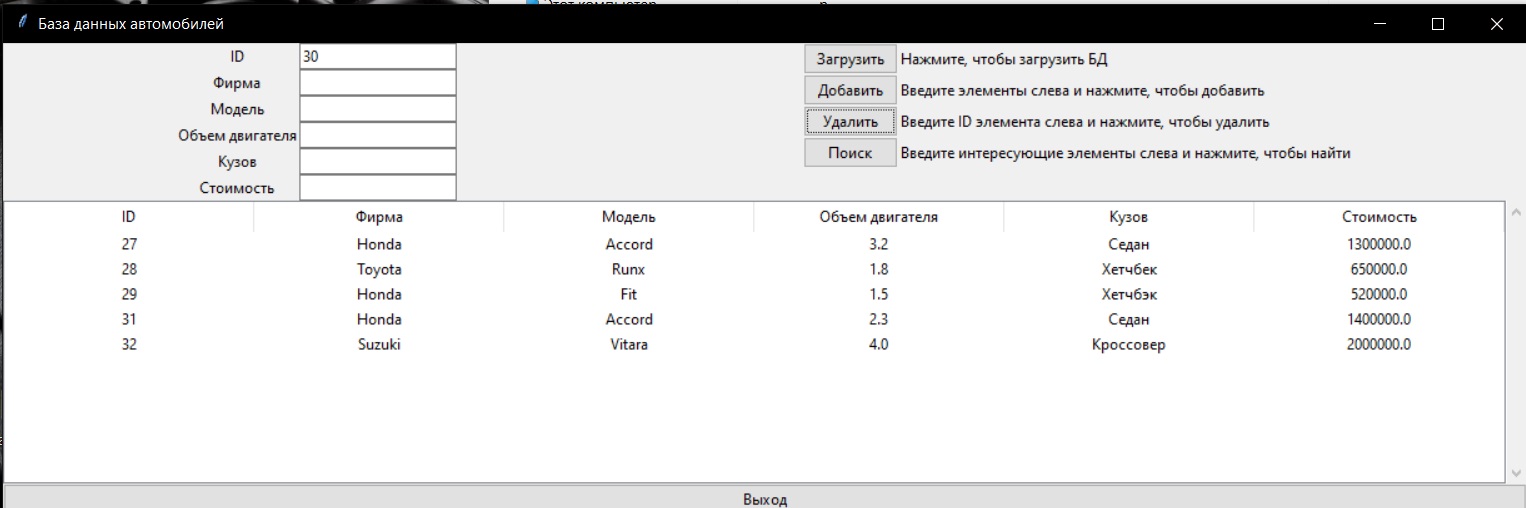 База данных автомобилей
ID 30 Загрузить Нажмите, чтобы загрузить БД
Фирма Добавить Введите элементы слева и нажмите, чтобы добавить
Модель
Объем двигателя Удалить Введите ID элемента слева и нажмите, чтобы удалить
Кузов Поиск Введите интересующие элементы слева и нажмите, чтобы найти
Стоимость
ID Фирма Модель Объем двигателя Кузов Стоимость
27 Honda Accord 3.2 Седан 1300000.0
28 Toyota Runx 1.8 Хетчбек 650000.0
29 Honda Fit 1.5 Хетчбэк 520000.0
31 Honda Accord 2.3 Седан 1400000.0
32 Suzuki Vitara 4.0 Кроссовер 2000000.0
Выход